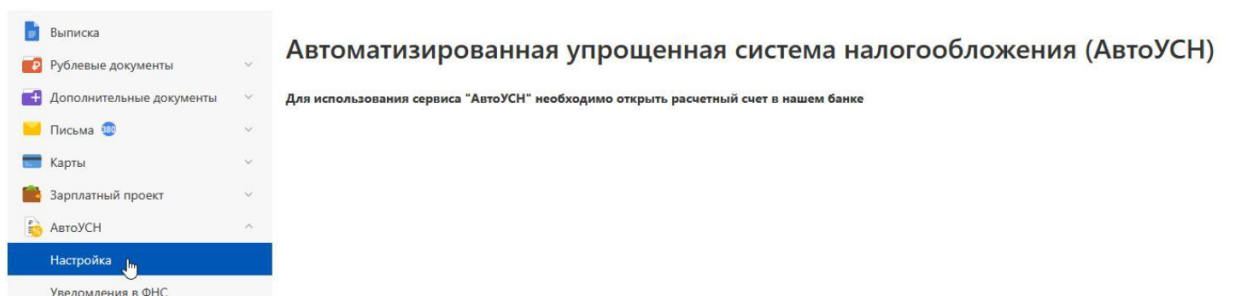 Выписка
Автоматизированная упрощенная система налогообложения (АвтоУСН)
Рублевые документы
Дополнительные документы
Для использования сервиса "АвтоУСН" необходимо открыть расчетный счет в нашем банке
Письма 380
Карты
Зарплатный проект
АвтоУСН
Настройка
Уведомления в ФНС